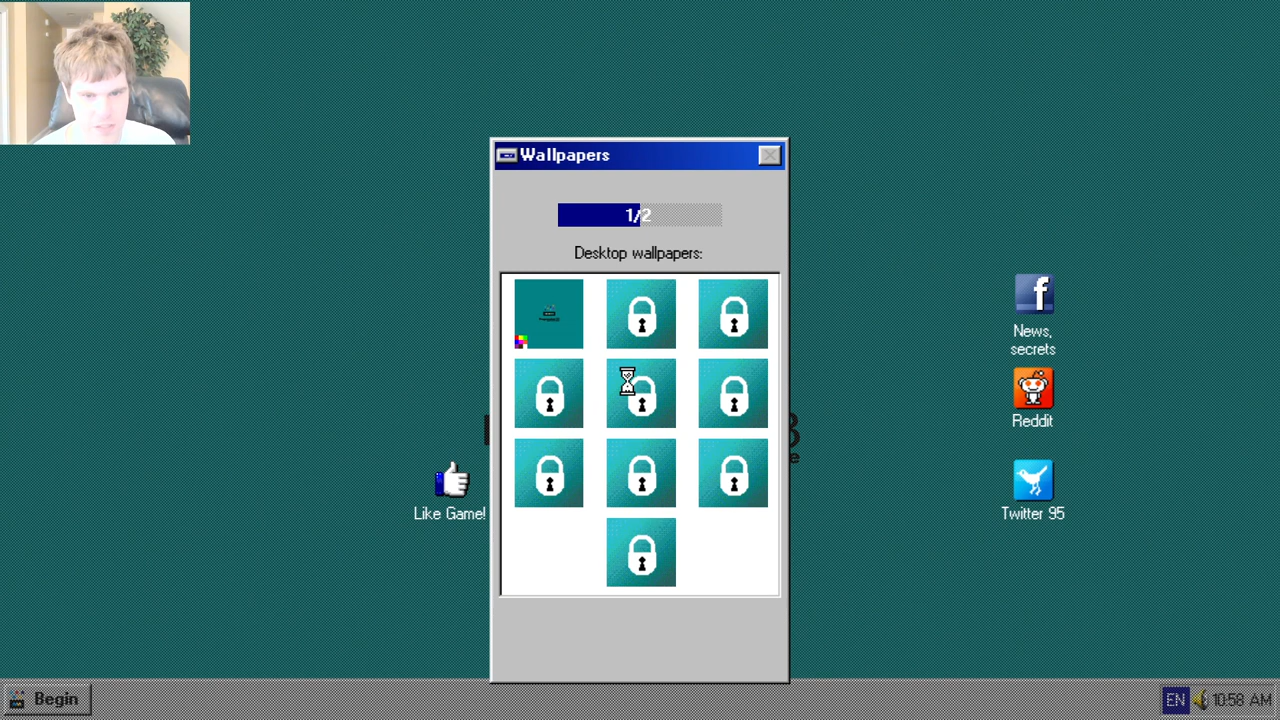 Wallpapers
1/2
Desktop wallpapers:
News,
secrets
Reddit
Like Game!
Twitter 95
Begin
EN
10:58 AM